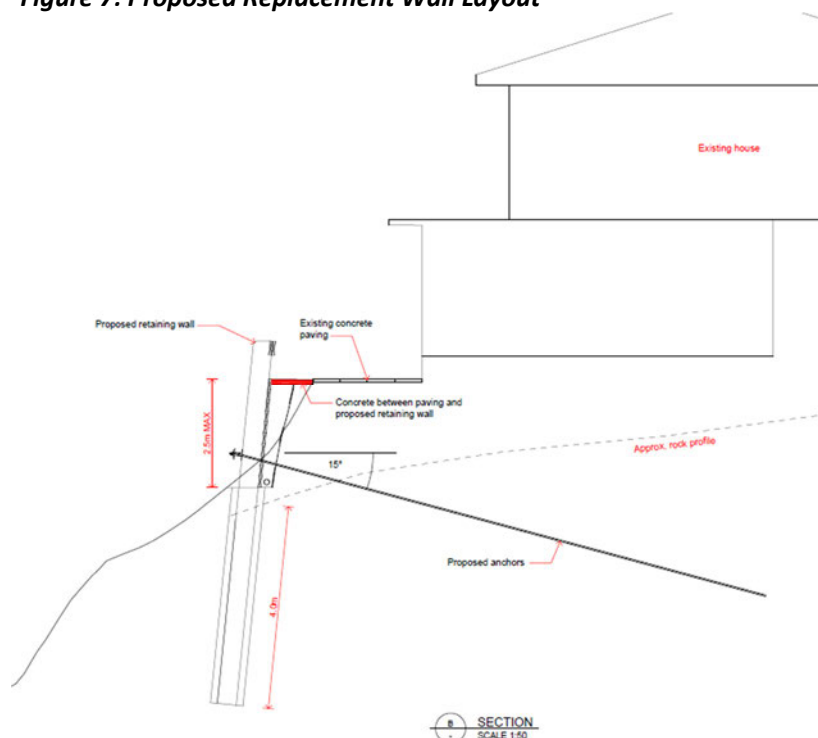 Figure 7: Proposed Replacement Wall Layout
Existing house
Proposed retaining wall
Existing concrete
paving
Concrete between paving and
proposed retaining wall
2.5m MAX
15°
Approx. rock profile
Proposed anchors
4.0m
B SECTION
- SCALE 1:50